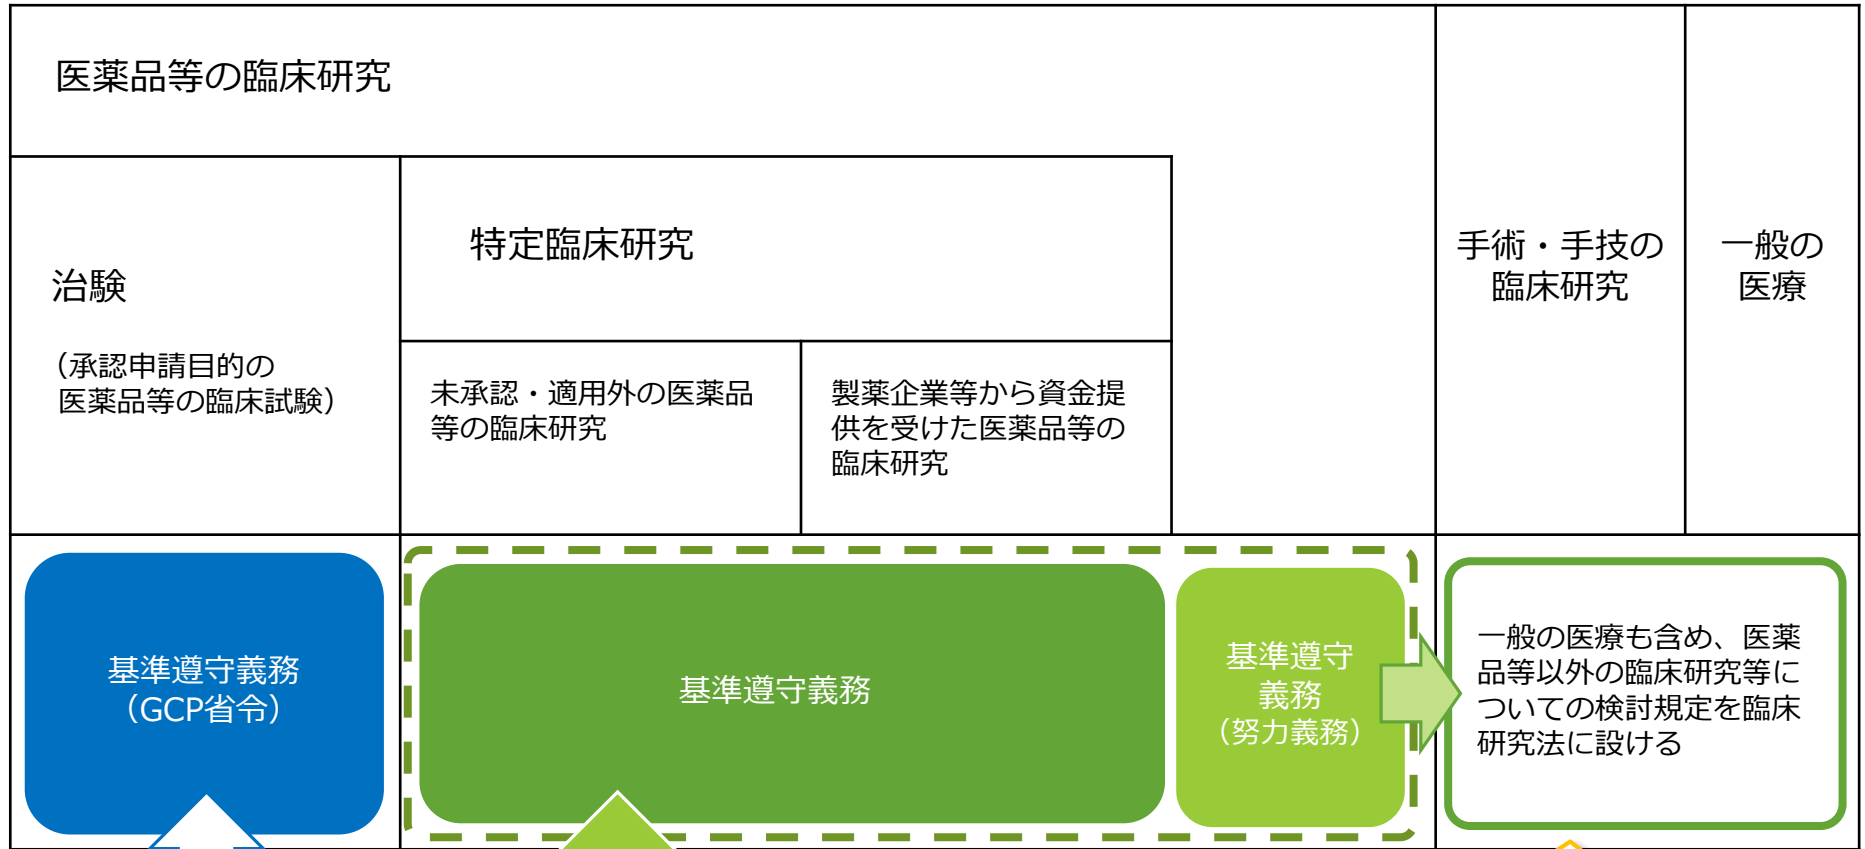 医薬品等の臨床研究
治験
（承認申請目的の
医薬品等の臨床試験）
特定臨床研究
未承認・適用外の医薬品
等の臨床研究
製薬企業等から資金提
供を受けた医薬品等の
臨床研究
手術・手技の
臨床研究
一般の
医療
基準遵守義務
（GCP省令）
基準遵守義務
基準遵守
義務
（努力義務）
一般の医療も含め、医薬
品等以外の臨床研究等に
ついての検討規定を臨床
研究法に設ける